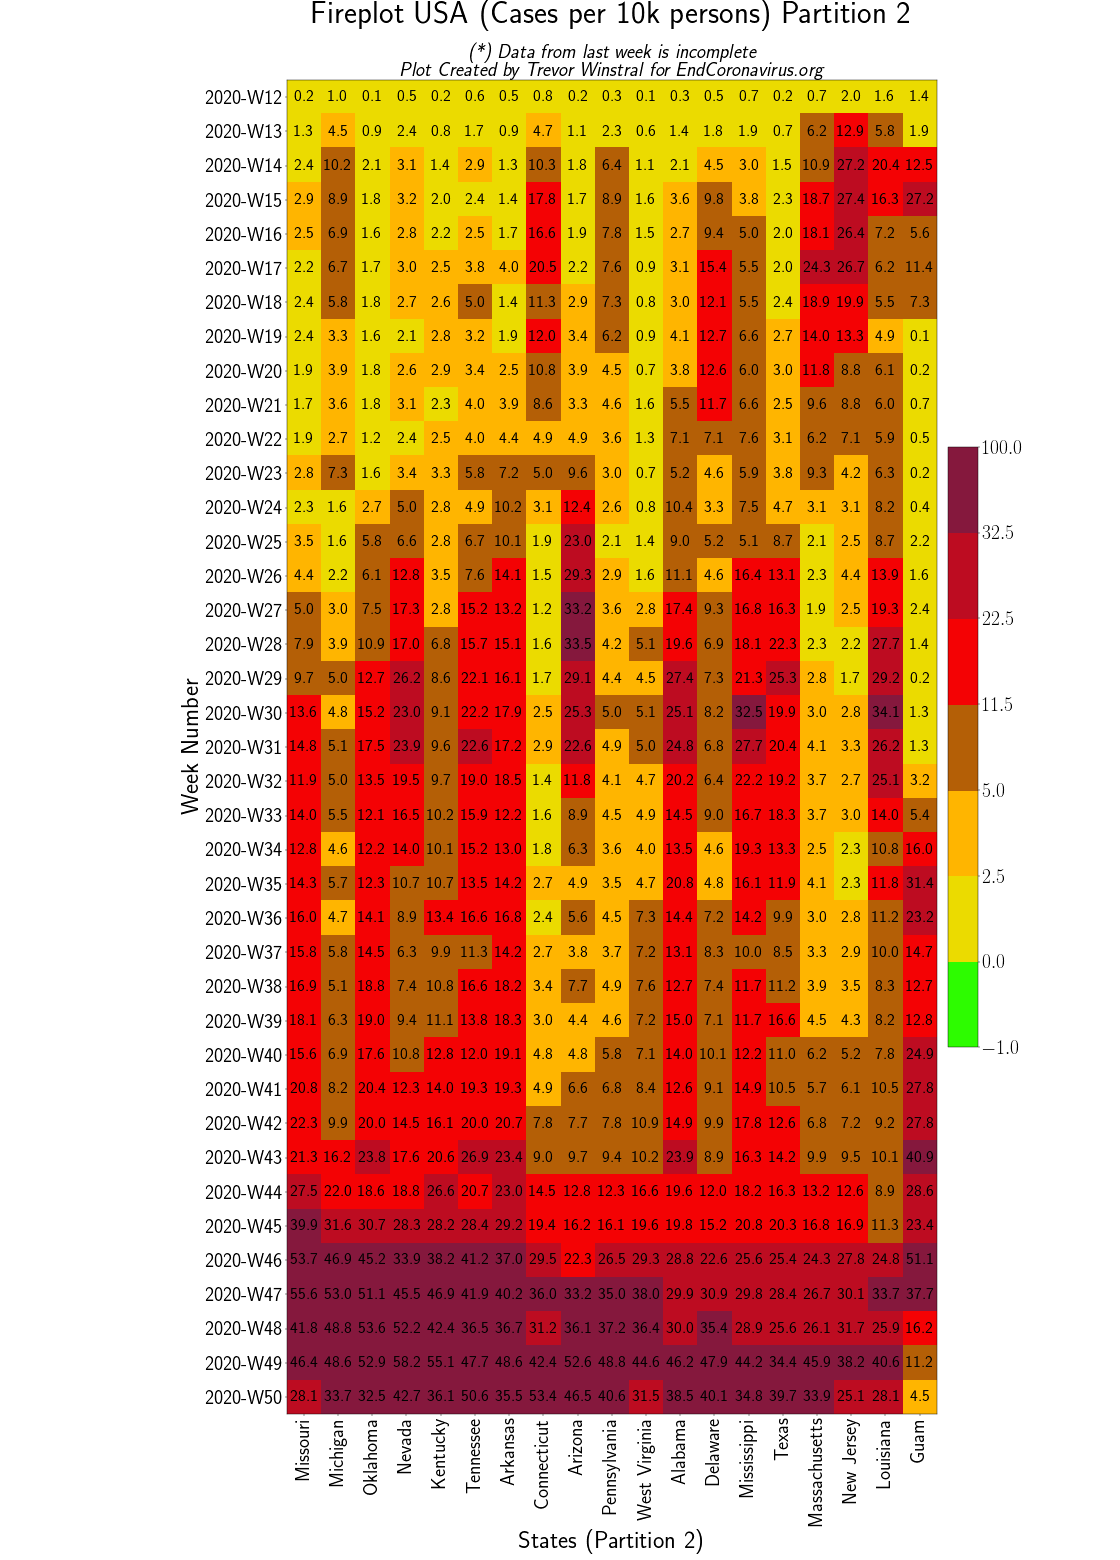 Fireplot USA (Cases per 10k persons) Partition 2
(*) Data from last week is incomplete
Plot Created by Trevor Winstral for EndCoronavirus.org
2020-W12 0.2 1.0 0.1 0.5 0.2 0.6 0.5 0.8 0.2 0.3 0.1 0.3 0.5 0.7 0.2 0.7 2.0 1.6 1.4
2020-W13 1.3 4.5 0.9 2.4 0.8 1.7 0.9 4.7 1.1 2.3 0.6 1.4 1.8 1.9 0.7 6.2 12.9 5.8 1.9
2020-W14 2.4 10.2 2.1 3.1 1.4 2.9 1.3 10.3 1.8 6.4 1.1 2.1 4.5 3.0 1.5 10.9 27.2 20.4 12.5
2020-W15 2.9 8.9 1.8 3.2 2.0 2.4 1.4 17.8 1.7 8.9 1.6 3.6 9.8 3.8 2.3 18.7 27.4 16.3 27.2
2020-W16 2.5 6.9 1.6 2.8 2.2 2.5 1.7 16.6 1.9 7.8 1.5 2.7 9.4 5.0 2.0 18.1 26.4 7.2 5.6
2020-W17 2.2 6.7 1.7 3.0 2.5 3.8 4.0 20.5 2.2 7.6 0.9 3.1 15.4 5.5 2.0 24.3 26.7 6.2 11.4
2020-W18 2.4 5.8 1.8 2.7 2.6 5.0 1.4 11.3 2.9 7.3 0.8 3.0 12.1 5.5 2.4 18.9 19.9 5.5 7.3
2020-W19 2.4 3.3 1.6 2.1 2.8 3.2 1.9 12.0 3.4 6.2 0.9 4.1 12.7 6.6 2.7 14.0 13.3 4.9 0.1
2020-W20 1.9 3.9 1.8 2.6 2.9 3.4 2.5 10.8 3.9 4.5 0.7 3.8 12.6 6.0 3.0 11.8 8.8 6.1 0.2
2020-W21 1.7 3.6 1.8 3.1 2.3 4.0 3.9 8.6 3.3 4.6 1.6 5.5 11.7 6.6 2.5 9.6 8.8 6.0 0.7
2020-W22 1.9 2.7 1.2 2.4 2.5 4.0 4.4 4.9 4.9 3.6 1.3 7.1 7.1 7.6 3.1 6.2 7.1 5.9 0.5
2020-W23 2.8 7.3 1.6 3.4 3.3 5.8 7.2 5.0 9.6 3.0 0.7 5.2 4.6 5.9 3.8 9.3 4.2 6.3 0.2
2020-W24 2.3 1.6 2.7 5.0 2.8 4.9 10.2 3.1 12.4 2.6 0.8 10.4 3.3 7.5 4.7 3.1 3.1 8.2 0.4
2020-W25 3.5 1.6 5.8 6.6 2.8 6.7 10.1 1.9 23.0 2.1 1.4 9.0 5.2 5.1 8.7 2.1 2.5 8.7 2.2
2020-W26 4.4 2.2 6.1 12.8 3.5 7.6 14.1 1.5 29.3 2.9 1.6 11.1 4.6 16.4 13.1 2.3 4.4 13.9 1.6
2020-W27 5.0 3.0 7.5 17.3 2.8 15.2 13.2 1.2 33.2 3.6 2.8 17.4 9.3 16.8 16.3 1.9 2.5 19.3 2.4
2020-W28 7.9 3.9 10.9 17.0 6.8 15.7 15.1 1.6 33.5 4.2 5.1 19.6 6.9 18.1 22.3 2.3 2.2 27.7 1.4
2020-W29 9.7 5.0 12.7 26.2 8.6 22.1 16.1 1.7 29.1 4.4 4.5 27.4 7.3 21.3 25.3 2.8 1.7 29.2 0.2
2020-W30 13.6 4.8 15.2 23.0 9.1 22.2 17.9 2.5 25.3 5.0 5.1 25.1 8.2 32.5 19.9 3.0 2.8 34.1 1.3
2020-W31 14.8 5.1 17.5 23.9 9.6 22.6 17.2 2.9 22.6 4.9 5.0 24.8 6.8 27.7 20.4 4.1 3.3 26.2 1.3
2020-W32 11.9 5.0 13.5 19.5 9.7 19.0 18.5 1.4 11.8 4.1 4.7 20.2 6.4 22.2 19.2 3.7 2.7 25.1 3.2
2020-W33 14.0 5.5 12.1 16.5 10.2 15.9 12.2 1.6 8.9 4.5 4.9 14.5 9.0 16.7 18.3 3.7 3.0 14.0 5.4
2020-W34 12.8 4.6 12.2 14.0 10.1 15.2 13.0 1.8 6.3 3.6 4.0 13.5 4.6 19.3 13.3 2.5 2.3 10.8 16.0
2020-W35 14.3 5.7 12.3 10.7 10.7 13.5 14.2 2.7 4.9 3.5 4.7 20.8 4.8 16.1 11.9 4.1 2.3 11.8 31.4
2020-W36 16.0 4.7 14.1 8.9 13.4 16.6 16.8 2.4 5.6 4.5 7.3 14.4 7.2 14.2 9.9 3.0 2.8 11.2 23.2
2020-W37 15.8 5.8 14.5 6.3 9.9 11.3 14.2 2.7 3.8 3.7 7.2 13.1 8.3 10.0 8.5 3.3 2.9 10.0 14.7
2020-W38 16.9 5.1 18.8 7.4 10.8 16.6 18.2 3.4 7.7 4.9 7.6 12.7 7.4 11.7 11.2 3.9 3.5 8.3 12.7
2020-W39 18.1 6.3 19.0 9.4 11.1 13.8 18.3 3.0 4.4 4.6 7.2 15.0 7.1 11.7 16.6 4.5 4.3 8.2 12.8
2020-W40 15.6 6.9 17.6 10.8 12.8 12.0 19.1 4.8 4.8 5.8 7.1 14.0 10.1 12.2 11.0 6.2 5.2 7.8 24.9
2020-W41 20.8 8.2 20.4 12.3 14.0 19.3 19.3 4.9 6.6 6.8 8.4 12.6 9.1 14.9 10.5 5.7 6.1 10.5 27.8
2020-W42 22.3 9.9 20.0 14.5 16.1 20.0 20.7 7.8 7.7 7.8 10.9 14.9 9.9 17.8 12.6 6.8 7.2 9.2 27.8
2020-W43 21.3 16.2 23.8 17.6 20.6 26.9 23.4 9.0 9.7 9.4 10.2 23.9 8.9 16.3 14.2 9.9 9.5 10.1 40.9
2020-W44 27.5 22.0 18.6 18.8 26.6 20.7 23.0 14.5 12.8 12.3 16.6 19.6 12.0 18.2 16.3 13.2 12.6 8.9 28.6
2020-W45 39.9 31.6 30.7 28.3 28.2 28.4 29.2 19.4 16.2 16.1 19.6 19.8 15.2 20.8 20.3 16.8 16.9 11.3 23.4
2020-W46 53.7 46.9 45.2 33.9 38.2 41.2 37.0 29.5 22.3 26.5 29.3 28.8 22.6 25.6 25.4 24.3 27.8 24.8 51.1
2020-W47 55.6 53.0 51.1 45.5 46.9 41.9 40.2 36.0 33.2 35.0 38.0 29.9 30.9 29.8 28.4 26.7 30.1 33.7 37.7
2020-W48 41.8 48.8 53.6 52.2 42.4 36.5 36.7 31.2 36.1 37.2 36.4 30.0 35.4 28.9 25.6 26.1 31.7 25.9 16.2
2020-W49 46.4 48.6 52.9 58.2 55.1 47.7 48.6 42.4 52.6 48.8 44.6 46.2 47.9 44.2 34.4 45.9 38.2 40.6 11.2
2020-W50 28.1 33.7 32.5 42.7 36.1 50.6 35.5 53.4 46.5 40.6 31.5 38.5 40.1 34.8 39.7 33.9 25.1 28.1 4.5
Week Number
Missouri
Michigan
Oklahoma
Nevada
Kentucky
Tennessee
Arkansas
Connecticut
Arizona
Pennsylvania
West Virginia
Alabama
Delaware
Mississippi
Texas
Massachusetts
New Jersey
Louisiana
Guam
States (Partition 2)
100.0
32.5
22.5
11.5
5.0
2.5
0.0
−1.0